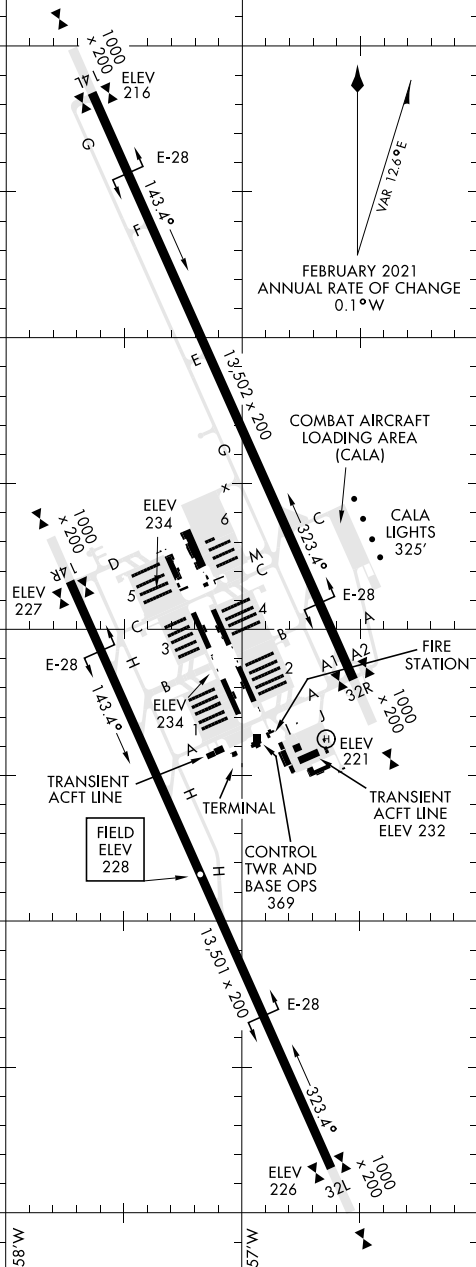 1000
x 200
14L
ELEV
216
G
E-28
143.4°
F
VAR 12.6°E
FEBRUARY 2021
ANNUAL RATE OF CHANGE
0.1°W
E
13,502 x 200
COMBAT AIRCRAFT
LOADING AREA
(CALA)
G
x
ELEV
234
6
323.4°
C
CALA
LIGHTS
325'
1000
x 200
14R
D
M
C
L
5
ELEV
227
E-28
4
A
C
3
B
H
E-28
A1
A2
FIRE
STATION
143.4°
B
2
32R
1000
x 200
ELEV
234
A
J
1
H
ELEV
221
A
TRANSIENT
ACFT LINE
H
TERMINAL
TRANSIENT
ACFT LINE
ELEV 232
FIELD
ELEV
228
CONTROL
TWR AND
BASE OPS
369
H
13,501 x 200
E-28
323.4°
1000
x 200
ELEV
226
32L
58'W
57'W